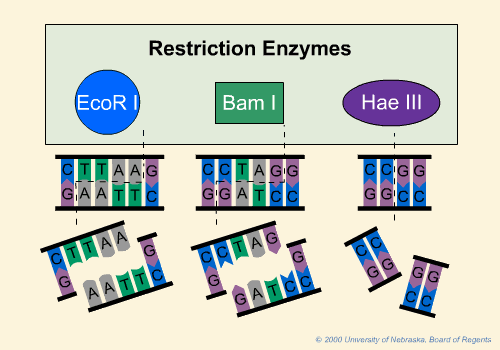 Restriction Enzymes
EcoR I Bam I Hae III
C T T A A G C C T A G G C C G G
G A A T T C G G A T C C G G C C
C T T A A G C C T A G G C C G G
G A A T T C G G A T C C G G C C
© 2000 University of Nebraska. Board of Regents